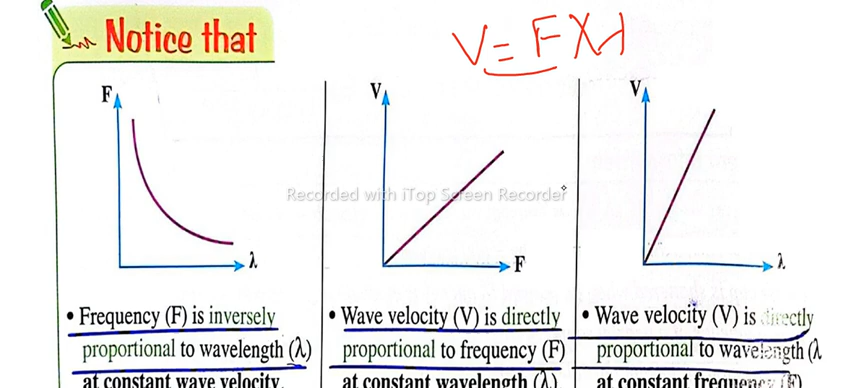 Notice that
V = F X λ
F
λ
V
F
V
λ
Recorded with iTop Screen Recorder
• Frequency (F) is inversely
proportional to wavelength (λ)
at constant wave velocity.
• Wave velocity (V) is directly
proportional to frequency (F)
at constant wavelength (λ).
• Wave velocity (V) is directly
proportional to wavelength (λ
at constant frequency (F)